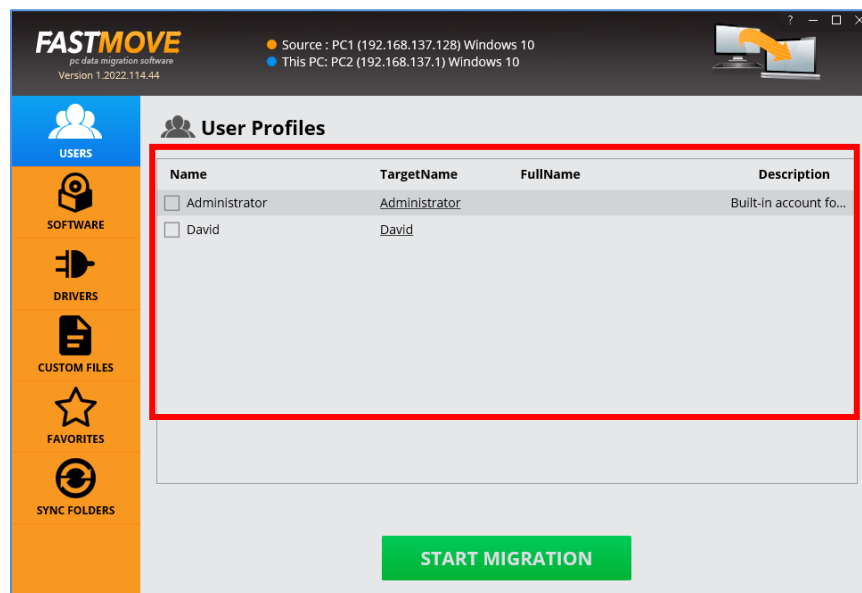 FASTMOVE
pc data migration software
Version 1.2022.114.44
Source : PC1 (192.168.137.128) Windows 10
This PC: PC2 (192.168.137.1) Windows 10
?
USERS
SOFTWARE
DRIVERS
CUSTOM FILES
FAVORITES
SYNC FOLDERS
User Profiles
Name TargetName FullName Description
Administrator Administrator Built-in account fo...
David David
START MIGRATION